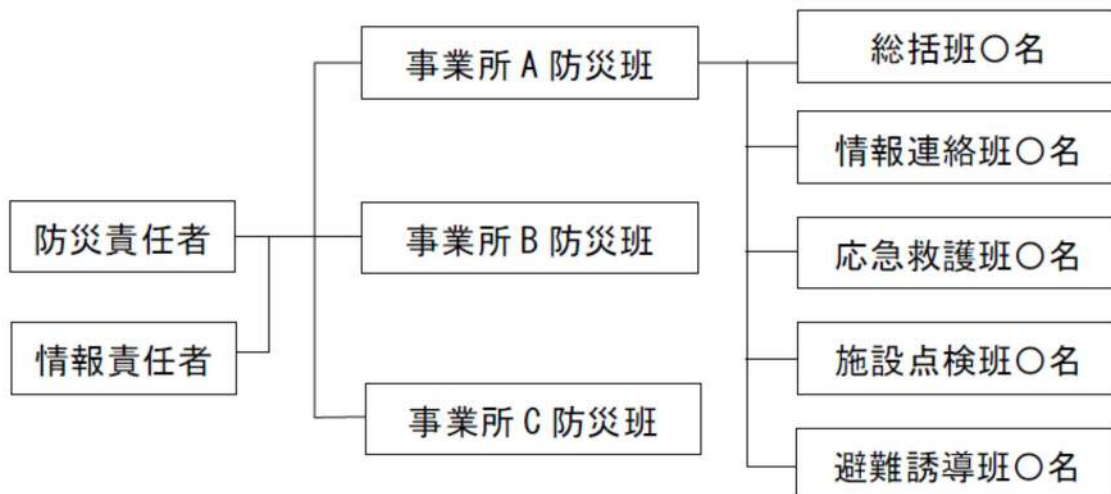 防災責任者
情報責任者
事業所A防災班
事業所B防災班
事業所C防災班
総括班〇名
情報連絡班〇名
応急救護班〇名
施設点検班〇名
避難誘導班〇名